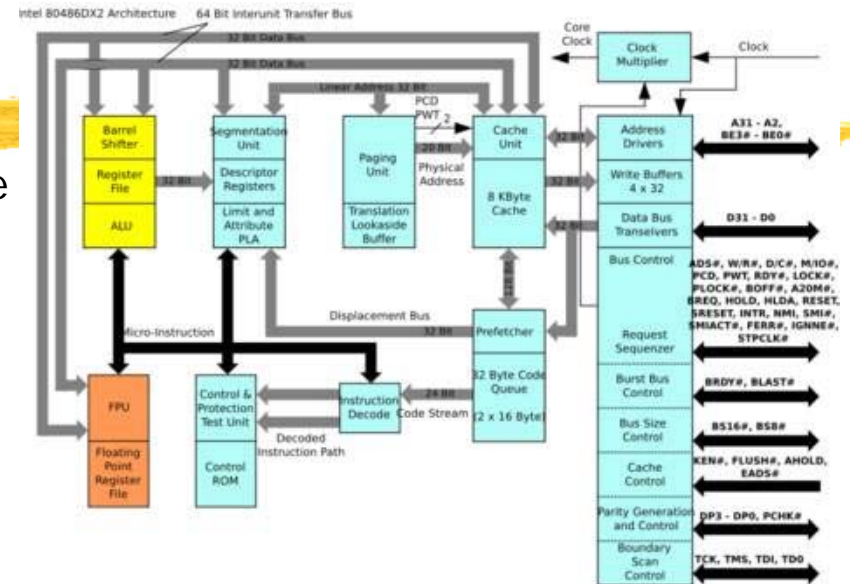 ntel 80486DX2 Architecture
64 Bit Interunit Transfer Bus
32 Bit Data Bus
32 Bit Data Bus
Linear Address 32 Bit
Core
Clock
Clock
Multiplier
Clock
PCD
PWT
2
20 Bit
Physical
Address
Barrel
Shifter
Register
File
ALU
32 Bit
Segmentation
Unit
Descriptor
Registers
Limit and
Attribute
PLA
Paging
Unit
Translation
Lookaside
Buffer
Cache
Unit
8 KByte
Cache
32 Bit
32 Bit
32 Bit
128 Bit
Address
Drivers
Write Buffers
4 x 32
Data Bus
Transeivers
Bus Control
Request
Sequenzer
Burst Bus
Control
Bus Size
Control
Cache
Control
Parity Generation
and Control
Boundary
Scan
Control
A31 - A2,
BE3# - BE0#
D31 - D0
ADS#, W/R#, D/C#, M/IO#,
PCD, PWT, RDY#, LOCK#,
PLOCK#, BOFF#, A20M#,
BREQ, HOLD, HLDA, RESET,
SRESET, INTR, NMI, SMI#,
SMIACT#, FERR#, IGNNE#,
STPCLK#
BRDY#, BLAST#
BS16#, BS8#
KEN#, FLUSH#, AHOLD,
EADS#
DP3 - DP0, PCHK#
TCK, TMS, TDI, TD0
e
Displacement Bus
32 Bit
Micro-Instruction
Prefetcher
32 Byte Code
Queue
(2 x 16 Byte)
24 Bit
Code Stream
Instruction
Decode
Decoded
Instruction Path
Control &
Protection
Test Unit
Control
ROM
FPU
Floating
Point
Register
File